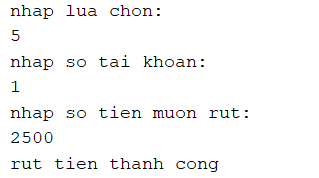 nhap lua chon:
5
nhap so tai khoan:
1
nhap so tien muon rut:
2500
rut tien thanh cong